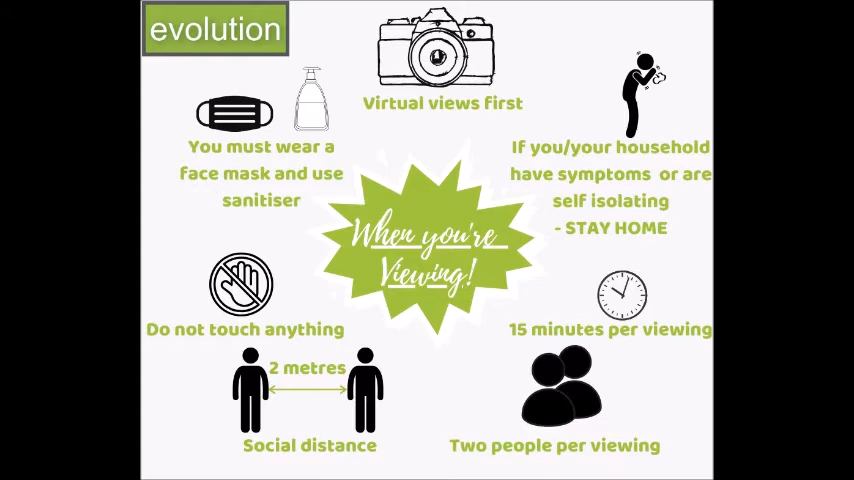 evolution
Virtual views first
You must wear a
face mask and use
sanitiser
If you/your household
have symptoms or are
self isolating
- STAY HOME
When you're
Viewing!
Do not touch anything
15 minutes per viewing
2 metres
Social distance
Two people per viewing